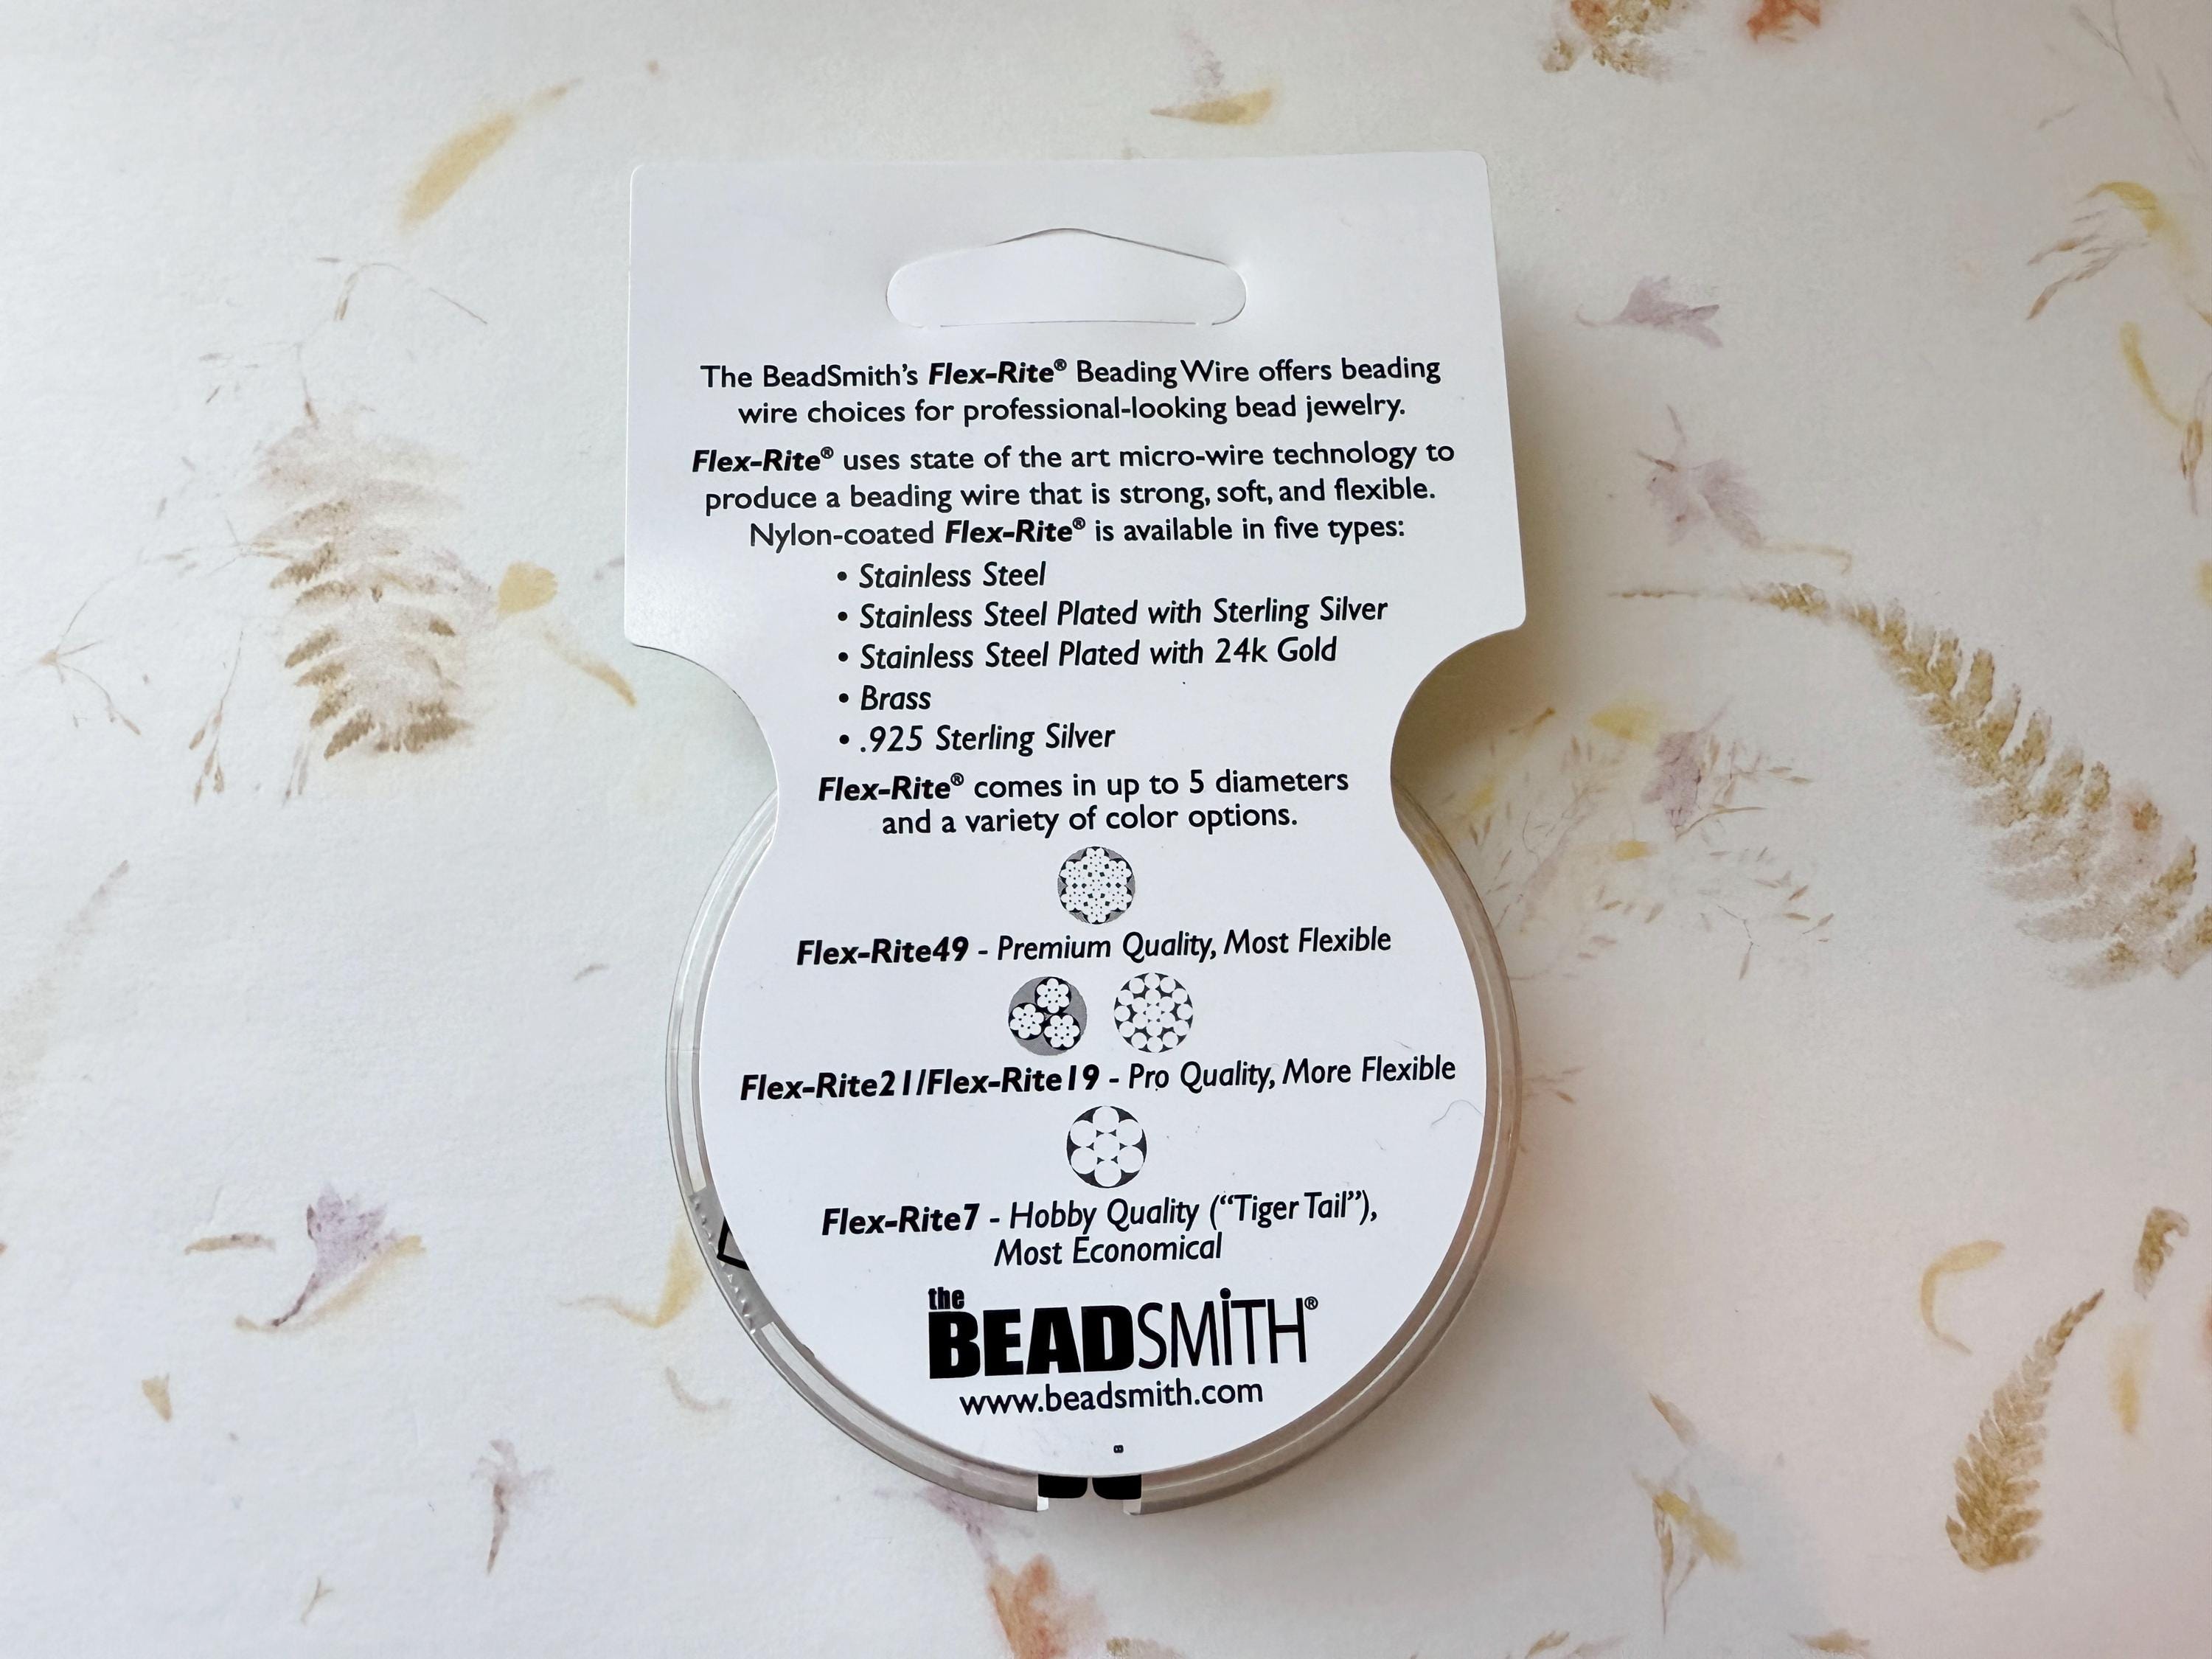 The BeadSmith's Flex-Rite® Beading Wire offers beading
wire choices for professional-looking bead jewelry.
Flex-Rite® uses state of the art micro-wire technology to
produce a beading wire that is strong, soft, and flexible.
Nylon-coated Flex-Rite® is available in five types:
• Stainless Steel
• Stainless Steel Plated with Sterling Silver
• Stainless Steel Plated with 24k Gold
• Brass
• .925 Sterling Silver
Flex-Rite® comes in up to 5 diameters
and a variety of color options.
Flex-Rite49 - Premium Quality, Most Flexible
Flex-Rite21/Flex-Rite19 - Pro Quality, More Flexible
Flex-Rite7 - Hobby Quality (“Tiger Tail”),
Most Economical
the
BEADSMiTH®
www.beadsmith.com